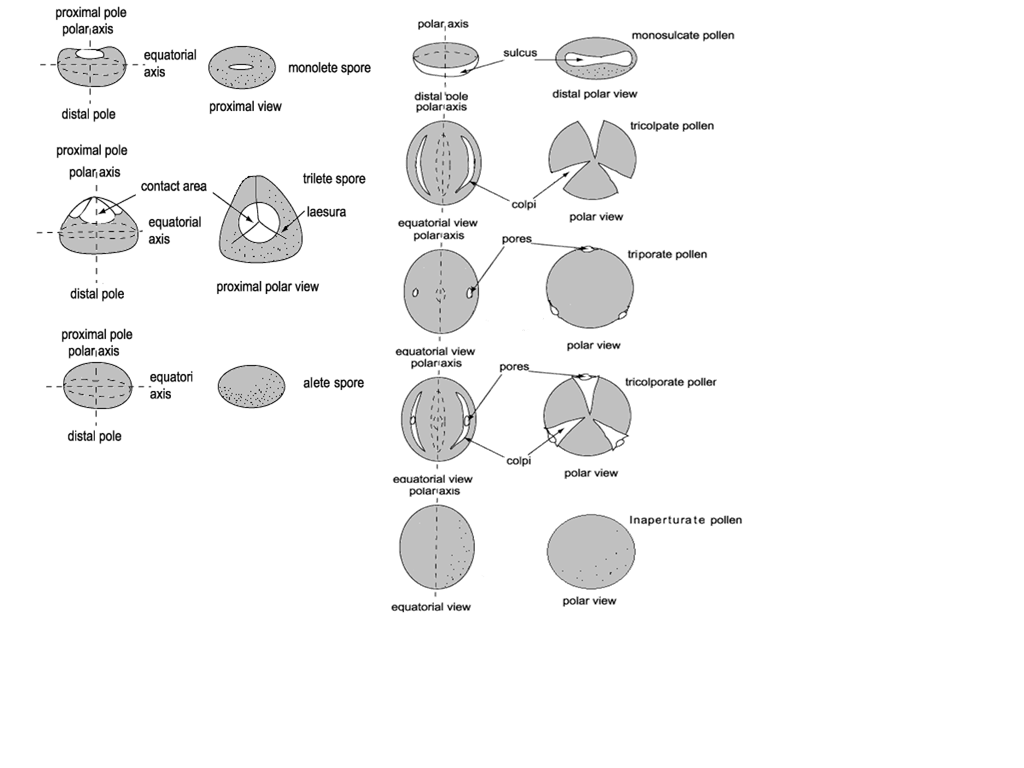 proximal pole
polar axis
equatorial
axis
monolete spore
proximal view
distal pole
proximal pole
polar axis
contact area
trilete spore
laesura
equatorial
axis
proximal polar view
distal pole
proximal pole
polar axis
equatori
axis
alete spore
distal pole
polar axis
monosulcate pollen
sulcus
distal pole
polar axis
distal polar view
tricolpate pollen
colpi
equatorial view
polar axis
polar view
pores
triporate pollen
equatorial view
polar axis
polar view
pores
tricolporate poller
colpi
equatorial view
polar axis
polar view
Inaperturate pollen
equatorial view
polar view